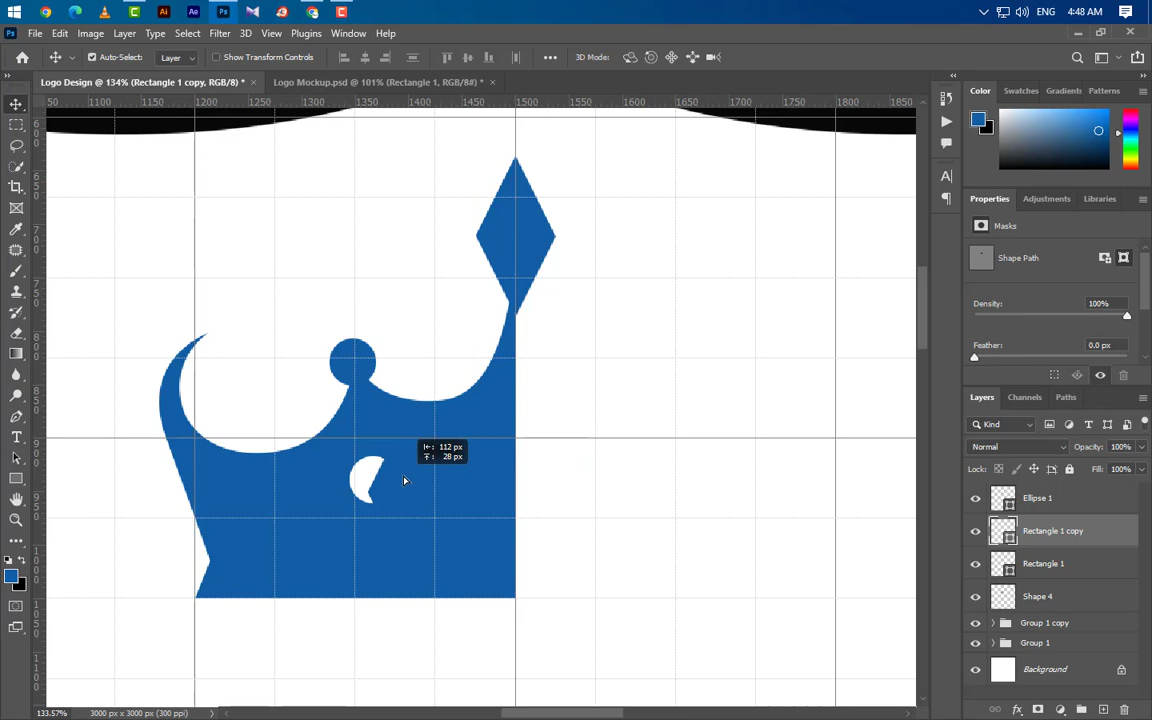 ENG 4:48 AM
File Edit Image Layer Type Select Filter 3D View Plugins Window Help
Auto-Select: Layer Show Transform Controls 3D Mode:
Logo Design @ 134% (Rectangle 1 copy, RGB/8) * Logo Mockup.psd @ 101% (Rectangle 1, RGB/8#) *
50 1100 1150 1200 1250 1300 1350 1400 1450 1500 1550 1600 1650 1700 1750 1800 1850
Color Swatches Gradients Patterns
Properties Adjustments Libraries
Masks
Shape Path
Density: 100%
Feather: 0.0 px
Layers Channels Paths
Kind
Normal Opacity: 100%
Lock: Fill: 100%
Ellipse 1
Rectangle 1 copy
Rectangle 1
Shape 4
Group 1 copy
Group 1
Background
112 px
28 px
133.57% 3000 px x 3000 px (300 ppi)